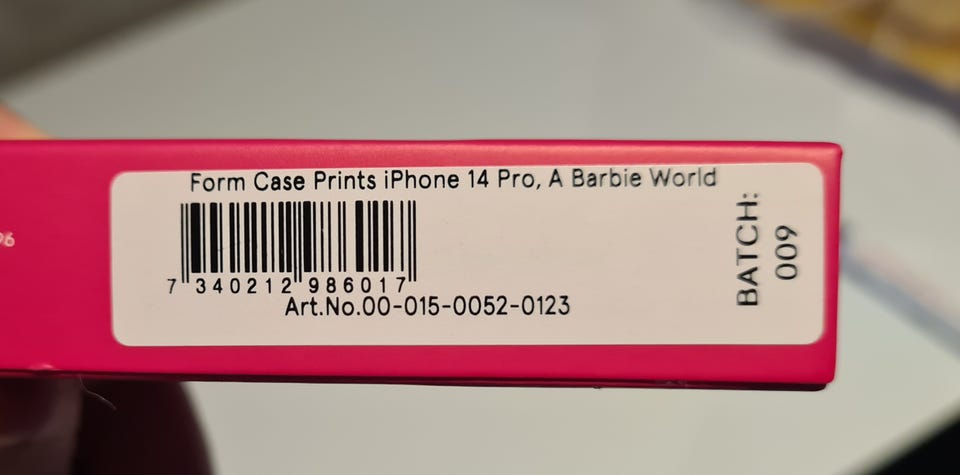 Form Case Prints iPhone 14 Pro, A Barbie World
7 340212 986017
Art.No.00-015-0052-0123
BATCH:
009